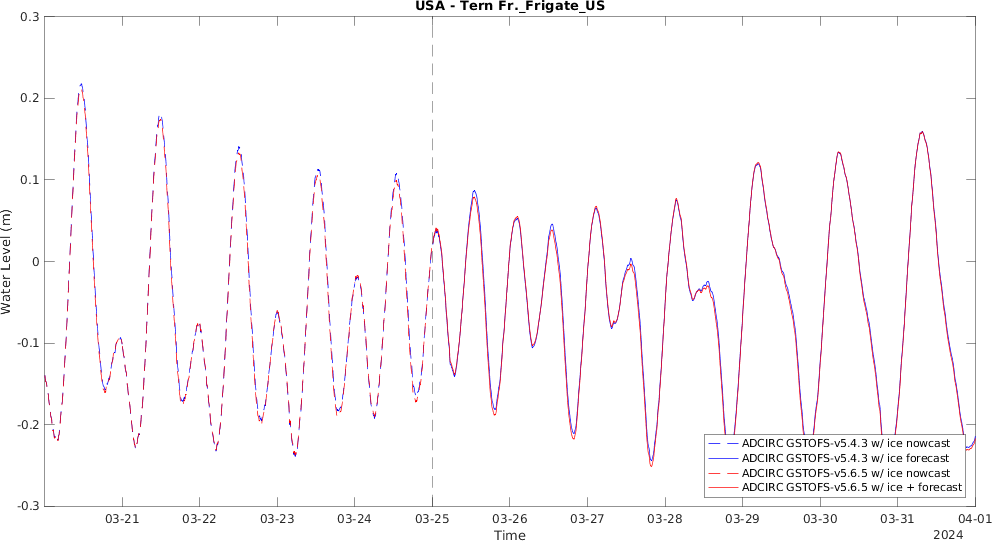 USA - Tern Fr._Frigate_US
0.3
0.2
0.1
0
-0.1
-0.2
-0.3
Water Level (m)
ADCIRC GSTOFS-v5.4.3 w/ ice nowcast
ADCIRC GSTOFS-v5.4.3 w/ ice forecast
ADCIRC GSTOFS-v5.6.5 w/ ice nowcast
ADCIRC GSTOFS-v5.6.5 w/ ice + forecast
03-21 03-22 03-23 03-24 03-25 03-26 03-27 03-28 03-29 03-30 03-31 04-01
Time
2024